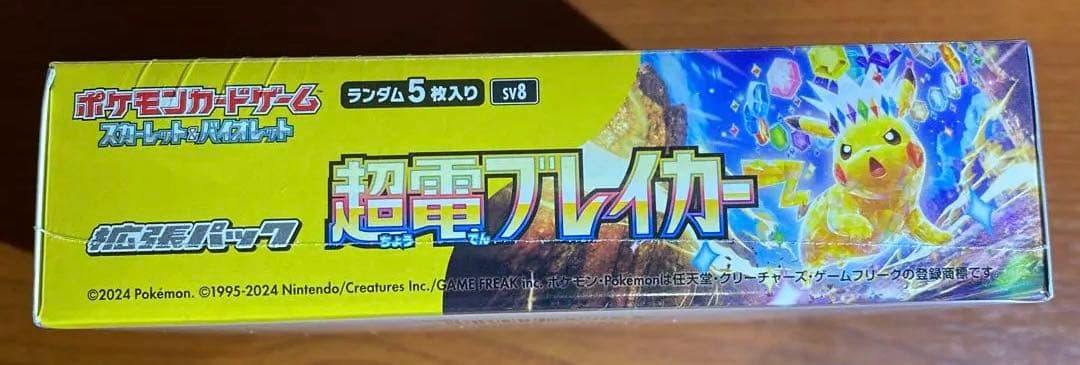 ポケモンカードゲーム
スカーレット&バイオレット
ランダム5枚入り SV8
超電ブレイカー
ちょう でん
拡張パック
©2024 Pokémon. ©1995-2024 Nintendo/Creatures Inc./GAME FREAK inc. ポケモン・Pokémonは任天堂・クリーチャーズ・ゲームフリークの登録商標です。